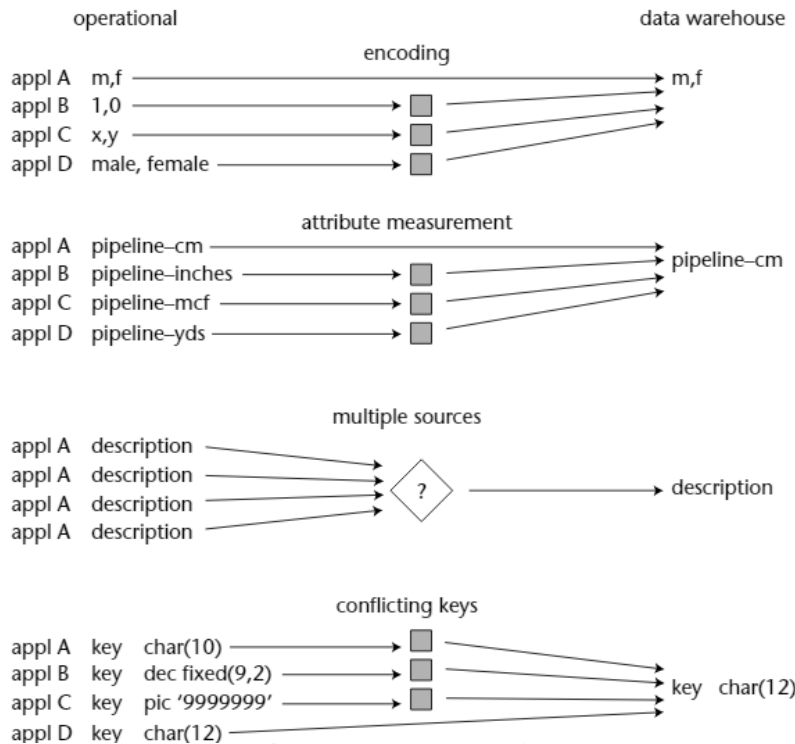 operational data warehouse
encoding
appl A m,f m,f
appl B 1,0
appl C x,y
appl D male, female
attribute measurement
appl A pipeline–cm
pipeline–cm
appl B pipeline–inches
appl C pipeline–mcf
appl D pipeline–yds
multiple sources
appl A description
appl A description
? description
appl A description
appl A description
conflicting keys
appl A key char(10)
appl B key dec fixed(9,2)
key char(12)
appl C key pic ‘9999999’
appl D key char(12)